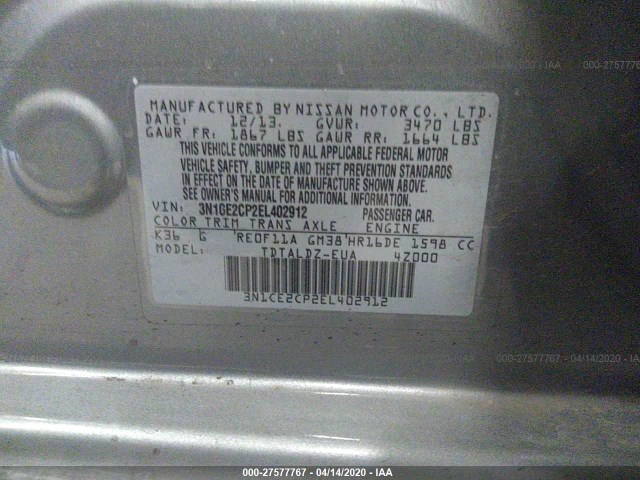 000-27577767 - 04/14/2020 - IAA
MANUFACTURED BY NISSAN MOTOR CO., LTD.
DATE: 12/13. GVWR: 3470 LBS
GAWR FR: 1867 LBS GAWR RR: 1664 LBS
THIS VEHICLE CONFORMS TO ALL APPLICABLE FEDERAL MOTOR
VEHICLE SAFETY, BUMPER AND THEFT PREVENTION STANDARDS
IN EFFECT ON THE DATE OF MANUFACTURE SHOWN ABOVE.
SEE OWNER'S MANUAL FOR ADDITIONAL INFORMATION.
VIN: 3N1CE2CP2EL402912 PASSENGER CAR.
COLOR TRIM TRANS AXLE ENGINE
K36 G RE0F11A GM38 HR16DE 1598 CC
MODEL: TDTALDZ-EUA 4Z000
3N1CE2CP2EL402912
000-27577767 - 04/14/2020 - IAA
000-27577767 - 04/14/2020 - IAA